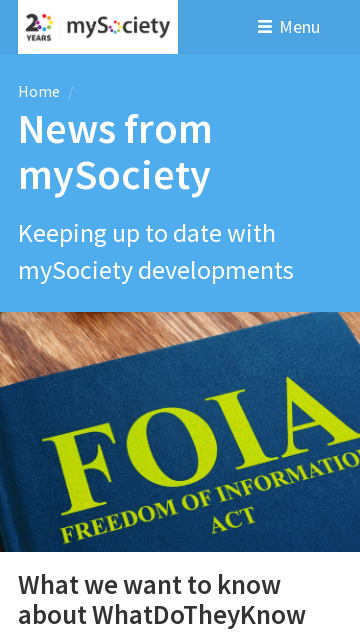 20 YEARS mySociety
Menu
Home /
News from
mySociety
Keeping up to date with
mySociety developments
FOIA
FREEDOM OF INFORMATION
ACT
What we want to know
about WhatDoTheyKnow